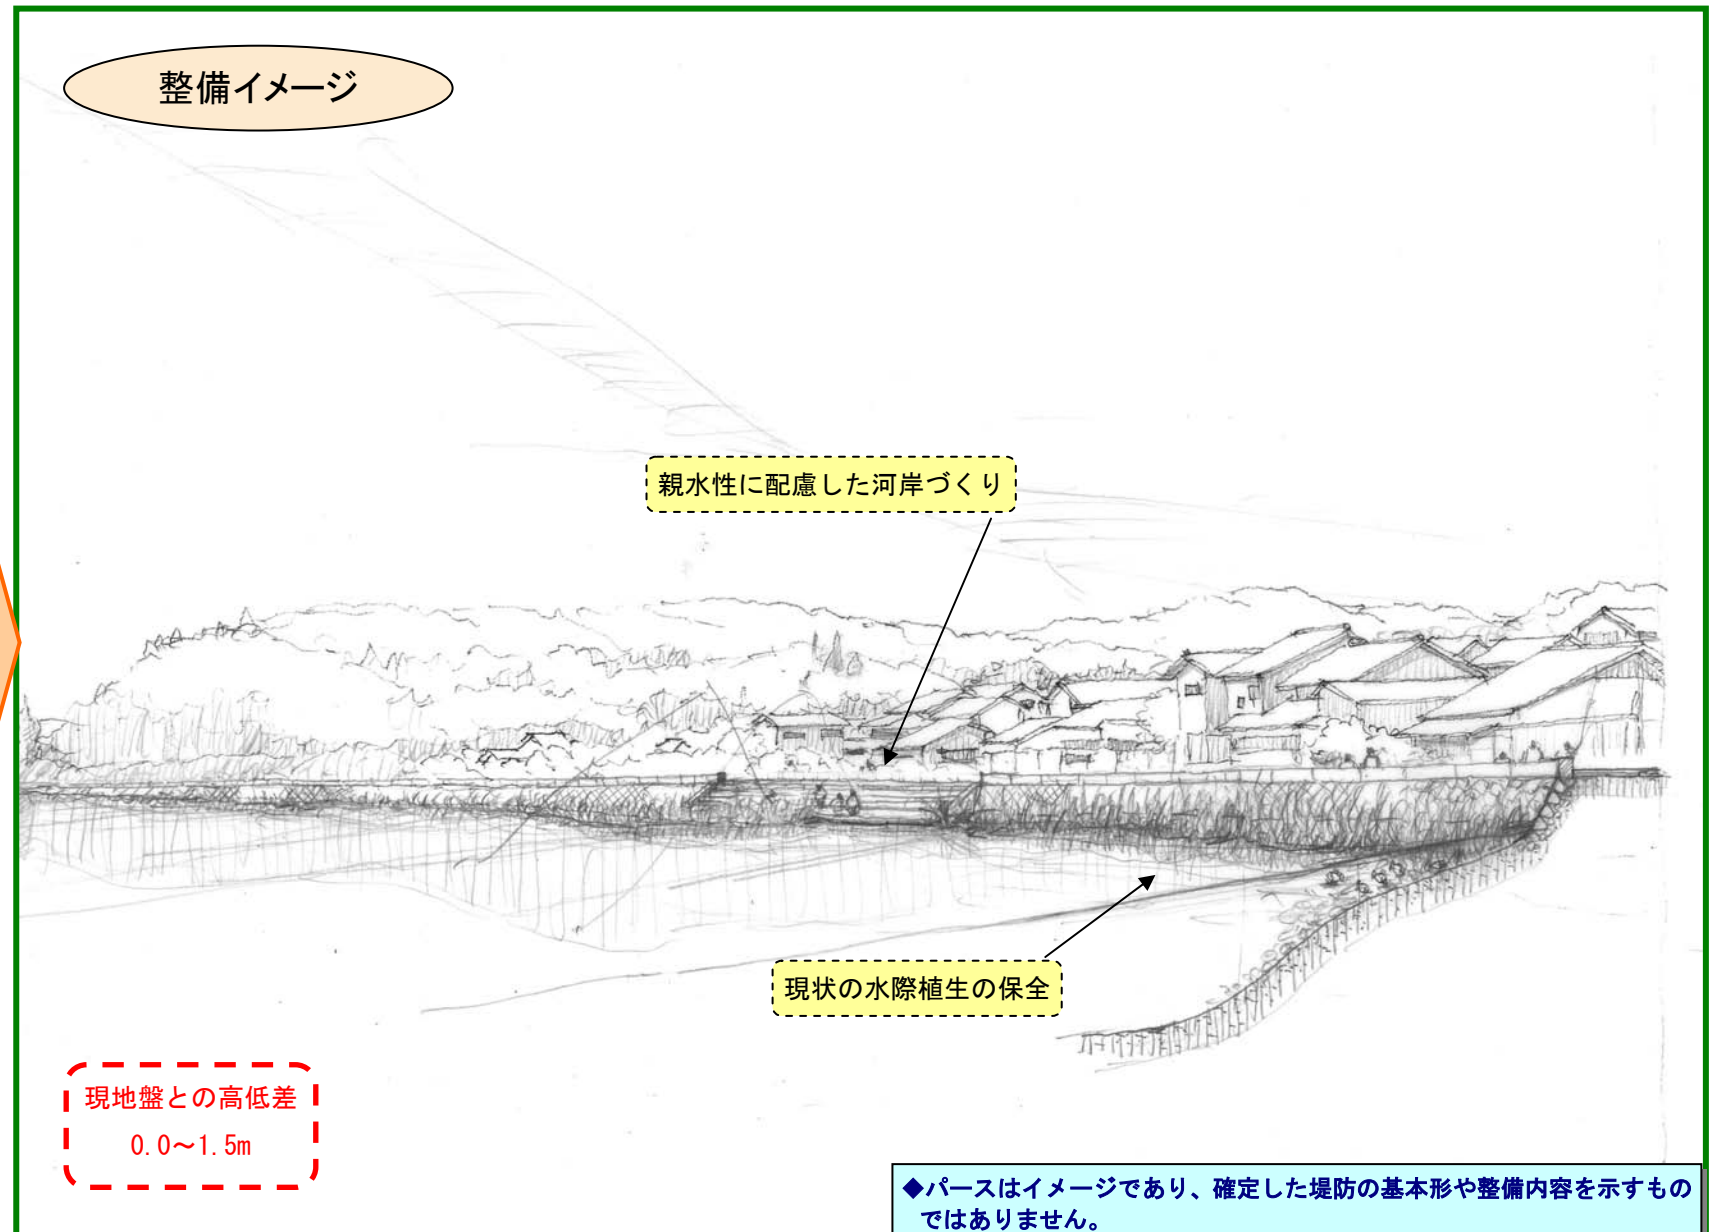 整備イメージ
親水性に配慮した河岸づくり
現状の水際植生の保全
現地盤との高低差
0.0～1.5m
◆パースはイメージであり、確定した堤防の基本形や整備内容を示すもの
ではありません。